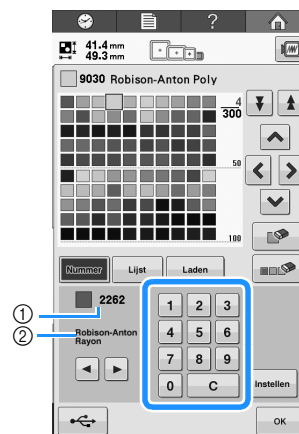 ?
41.4 mm
49.3 mm
9030 Robison-Anton Poly
4
300
50
100
Nummer Lijst Laden
① 2262
② Robison-Anton
Rayon
1 2 3
4 5 6
7 8 9
0 C
Instellen
OK